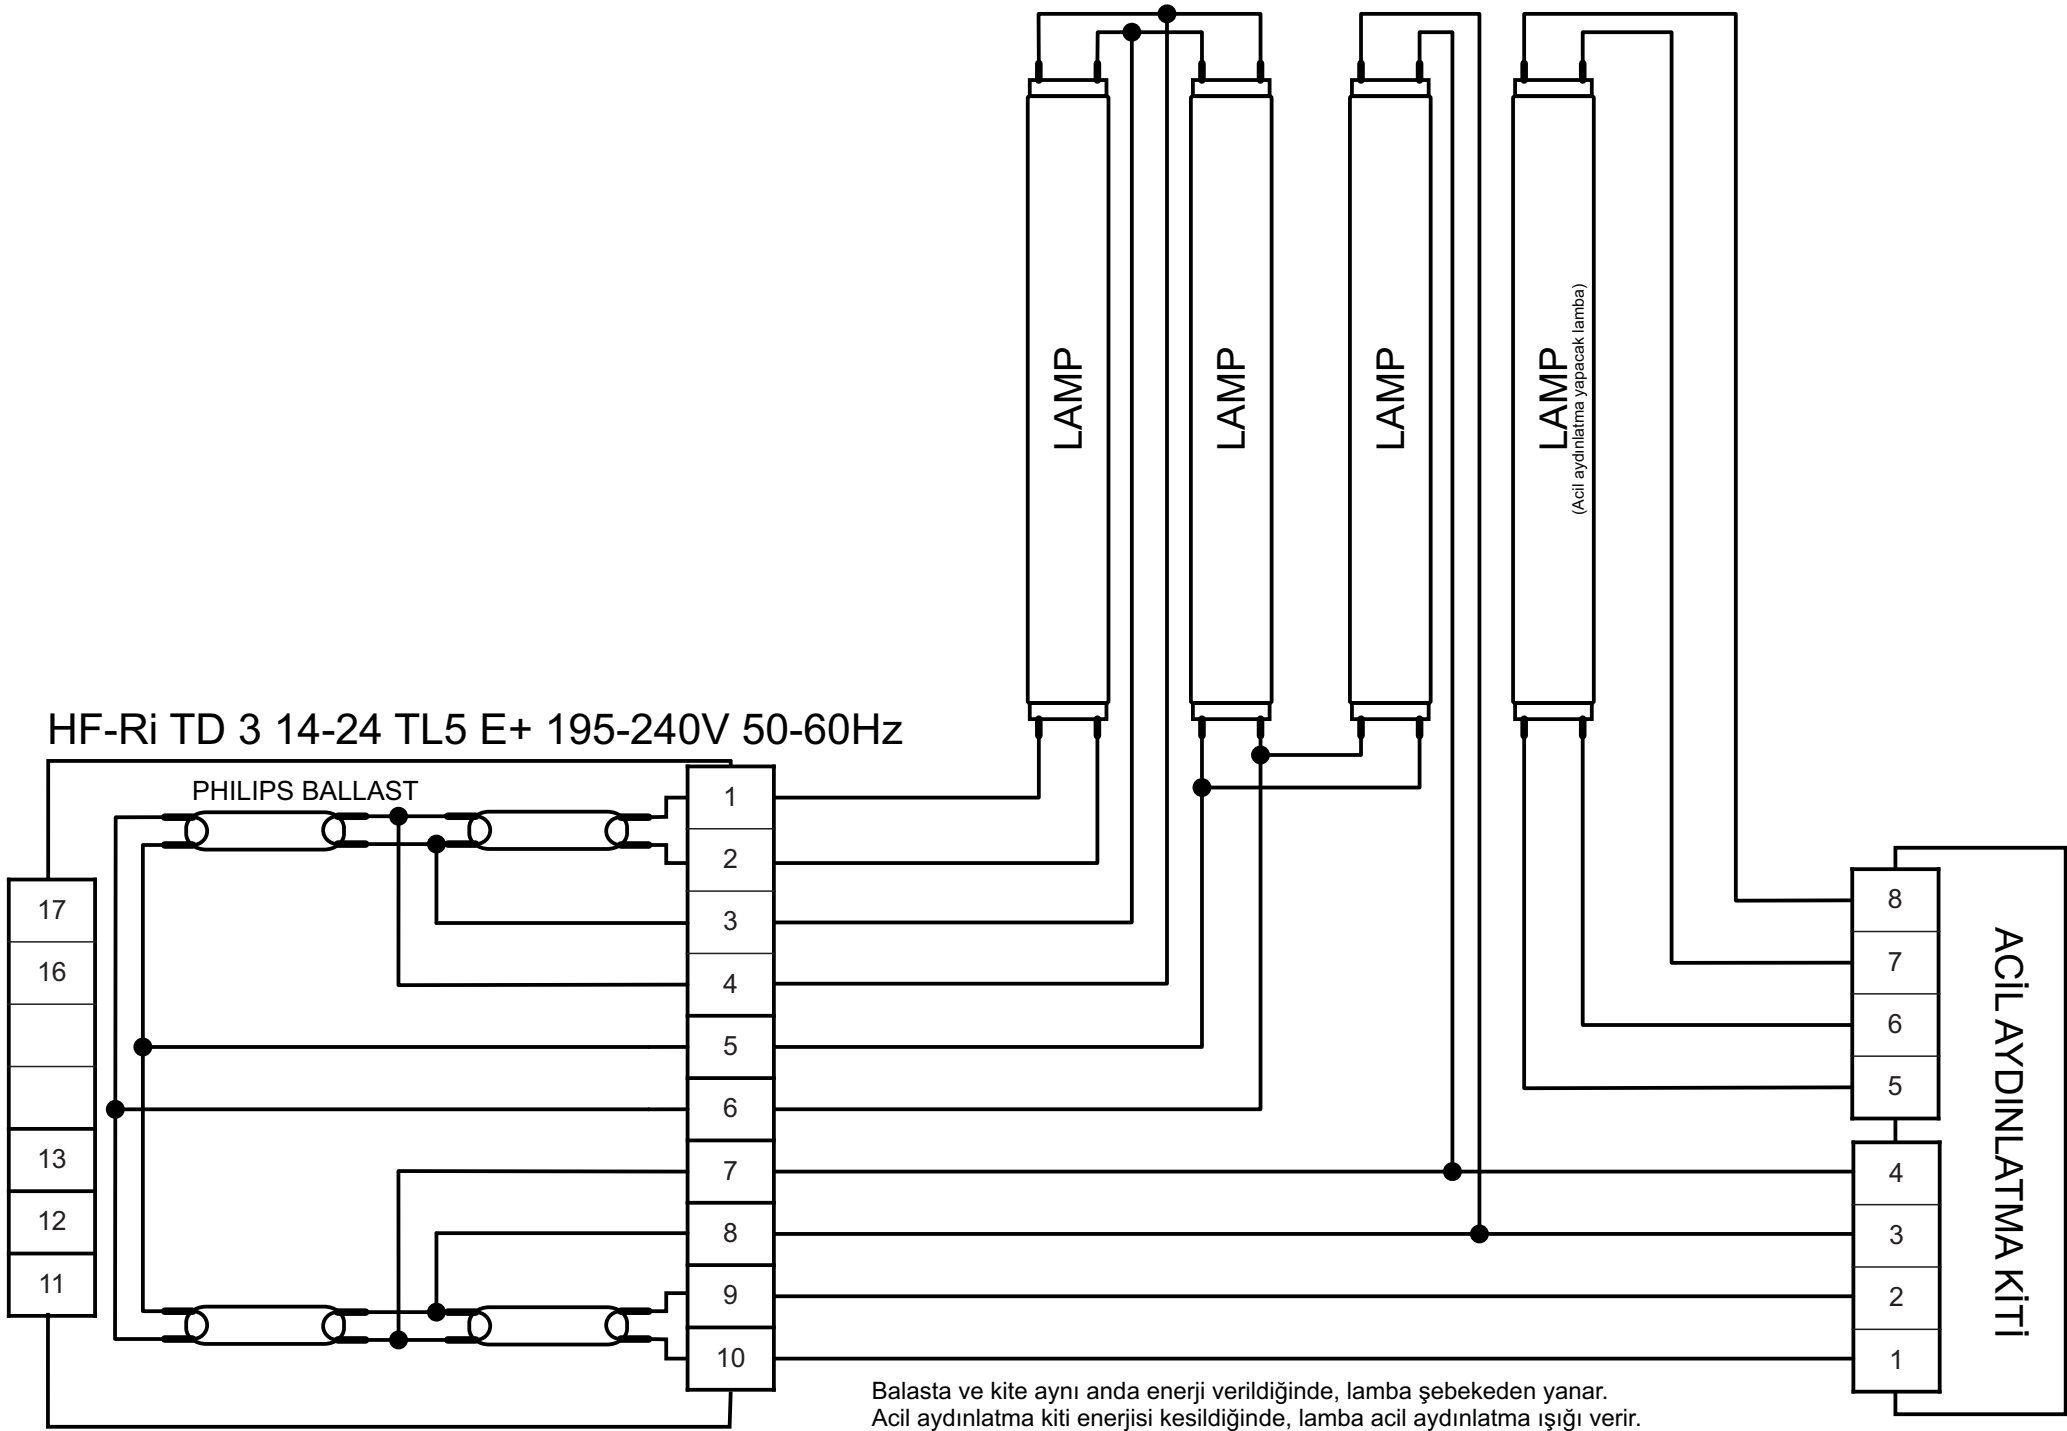 LAMP
LAMP
LAMP
LAMP
(Acil aydınlatma yapacak lamba)
HF-Ri TD 3 14-24 TL5 E+ 195-240V 50-60Hz
PHILIPS BALLAST
17
16
13
12
11
1
2
3
4
5
6
7
8
9
10
8
7
6
5
4
3
2
1
ACİL AYDINLATMA KİTİ
Balasta ve kite aynı anda enerji verildiğinde, lamba şebekeden yanar.
Acil aydınlatma kiti enerjisi kesildiğinde, lamba acil aydınlatma ışığı verir.